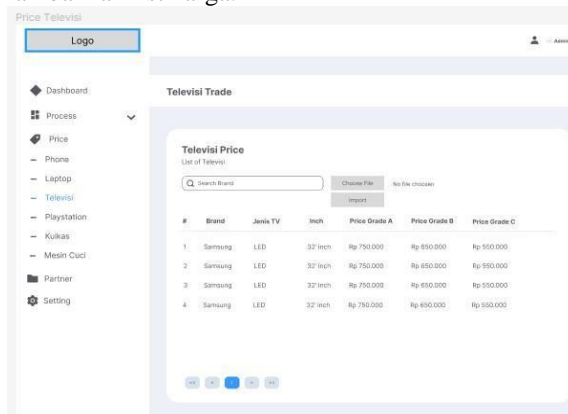 Price Televisi
Logo
Admin
Dashboard
Televisi Trade
Process
Price
Phone
Laptop
Televisi
Playstation
Kulkas
Mesin Cuci
Partner
Setting
Televisi Price
List of Televisi
Search Brand
Choose File No file choosen
Import
# Brand Jenis TV Inch Price Grade A Price Grade B Price Grade C
1 Samsung LED 32' inch Rp 750.000 Rp 650.000 Rp 550.000
2 Samsung LED 32' inch Rp 750.000 Rp 650.000 Rp 550.000
3 Samsung LED 32' inch Rp 750.000 Rp 650.000 Rp 550.000
4 Samsung LED 32' inch Rp 750.000 Rp 650.000 Rp 550.000